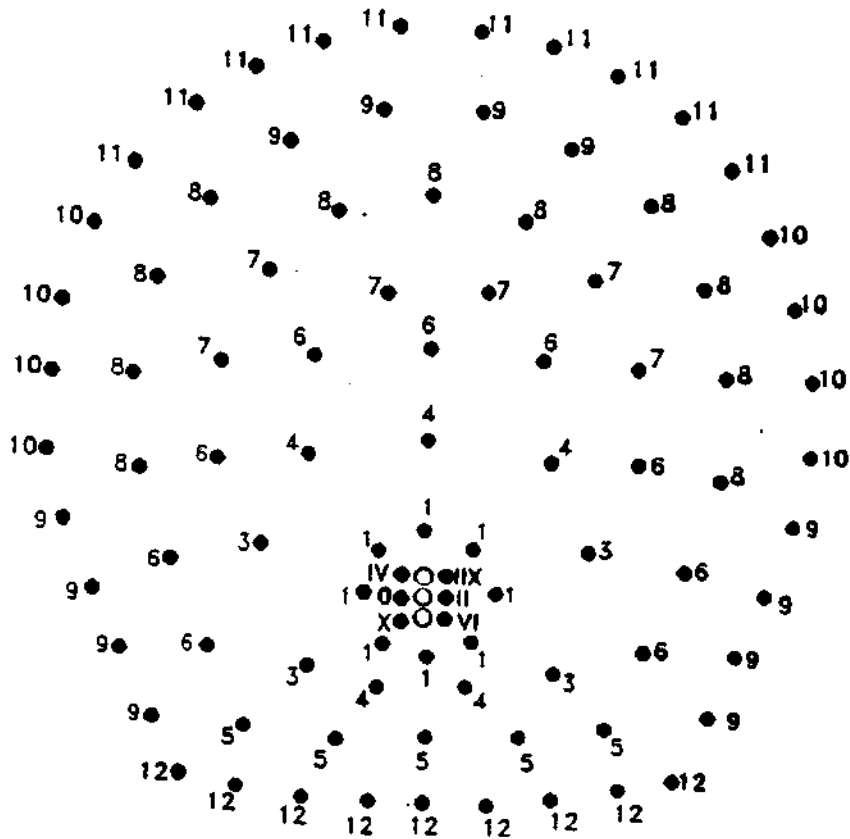 11 11 11 11
11 11
11 9 9 11
9 9
11 8 11
8 8 8 8
10 10
7 7
8 7 7 8
10 10
6 6
7 6 7
10 8 8 10
4
10 4 4 10
8 6 6 8
9 1 9
3 1 1 3
6 IV IIX 6
9 1 0 II 1 9
X VI
9 6 1 1 6 9
3 1 3
4 4
9 9
5 5 5 5 5
12 12
12 12 12 12 12 12 12